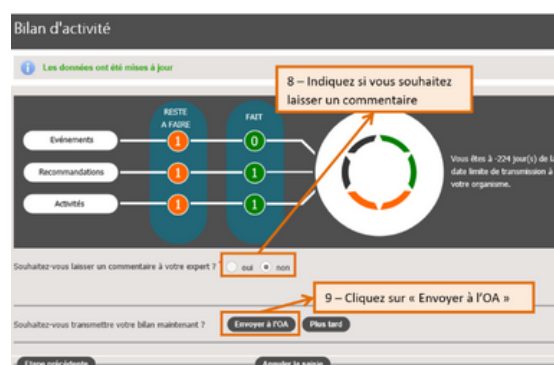 Bilan d'activité
Les données ont été mises à jour
8 – Indiquez si vous souhaitez
laisser un commentaire
RESTE
A FAIRE
FAIT
Evénements
1
0
Recommandations
1
1
Activités
1
1
Vous êtes à -224 jour(s) de la
date limite de transmission à
votre organisme.
Souhaitez-vous laisser un commentaire à votre expert ? oui non
9 – Cliquez sur « Envoyer à l'OA »
Souhaitez-vous transmettre votre bilan maintenant ? Envoyer à l'OA Plus tard
Etape précédente Annuler la saisie